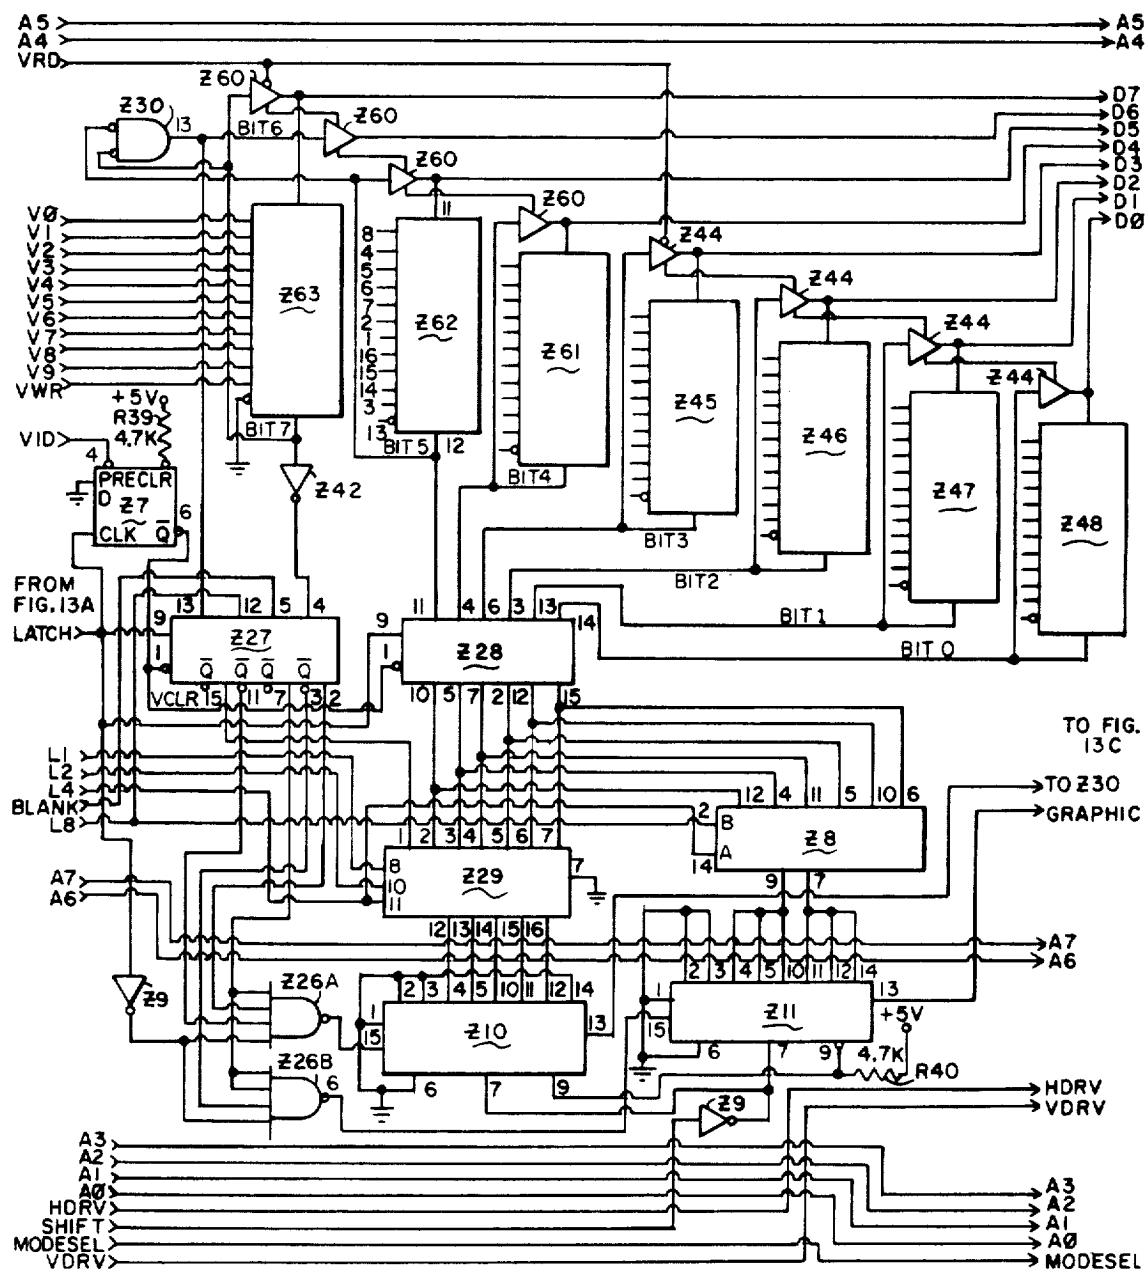 A5 A5
A4 A4
VRD
Z60
D7
Z30
13
Z60
D6
BIT6
D5
Z60
D4
D3
Z60
D2
11
D1
V0
8
Z44
D0
V1
4
V2
5
Z44
V3
6
V4
Z63
7
Z62
V5
2
Z61
Z44
V6
1
V7
16
Z45
V8
15
Z44
V9
14
VWR
3
Z46
+5V
R39
13
4.7K
BIT7
BIT5
12
Z47
VID
4
BIT4
PRECLR
Z42
D
Z7
6
Z48
CLK Q
BIT3
BIT2
FROM
FIG.13A
13 12 5 4
11 4 6 3 13
14
LATCH
9
9
BIT1
Z27
Z28
1
1
BIT 0
Q Q Q Q
VCLR 15 11 7 3 2
10 5 7 2 12 15
TO FIG.
13C
L1
L2
TO Z30
L4
BLANK
12 4 11 5 10 6
GRAPHIC
L8
2
B
1 2 3 4 5 6 7
Z8
A
14
8
7
A7
10
Z29
9 7
A6
11
12 13 14 15 16
A7
A6
Z26A
2 3 4 5 10 11 12 14
2 3 4 5 10 11 12 14
Z9
1
1
13
Z10
13
Z11
+5V
15
15
Z26B
6
7
9
4.7K
6
6
7
9
R40
Z9
HDRV
VDRV
A3
A2
A1
A3
A0
A2
HDRV
A1
SHIFT
A0
MODESEL
MODESEL
VDRV